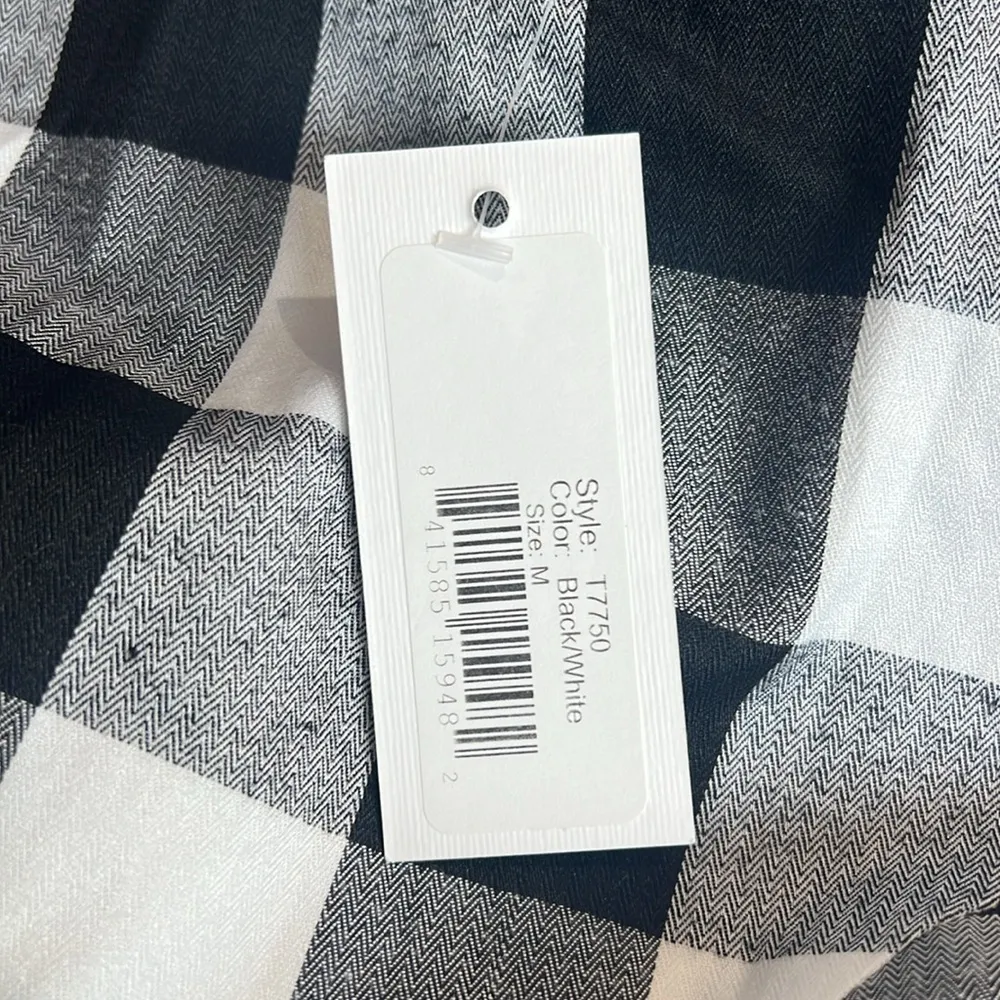 Style: T7750
Color: Black/White
Size: M
8 41585 15948 2